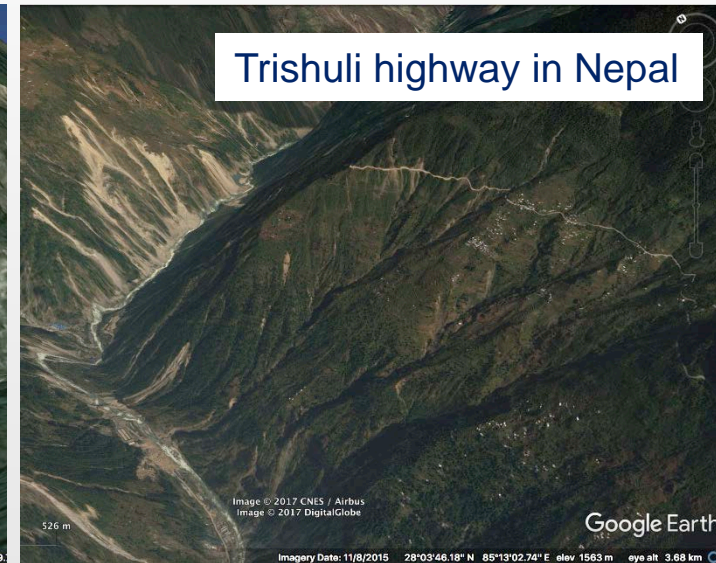 Trishuli highway in Nepal
N
Image © 2017 CNES / Airbus
Image © 2017 DigitalGlobe
526 m
Google Earth
Imagery Date: 11/8/2015 28°03'46.18" N 85°13'02.74" E elev 1563 m eye alt 3.68 km